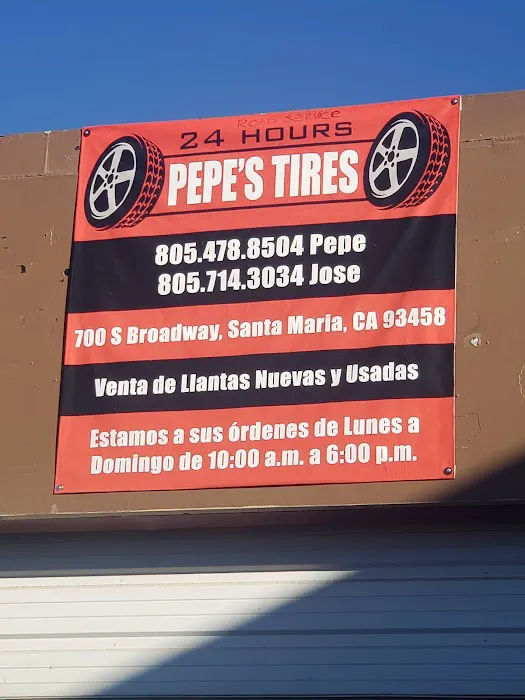 ROAD SERVICE
24 HOURS
PEPE'S TIRES
805.478.8504 Pepe
805.714.3034 Jose
700 S Broadway, Santa Maria, CA 93458
Venta de Llantas Nuevas y Usadas
Estamos a sus órdenes de Lunes a
Domingo de 10:00 a.m. a 6:00 p.m.